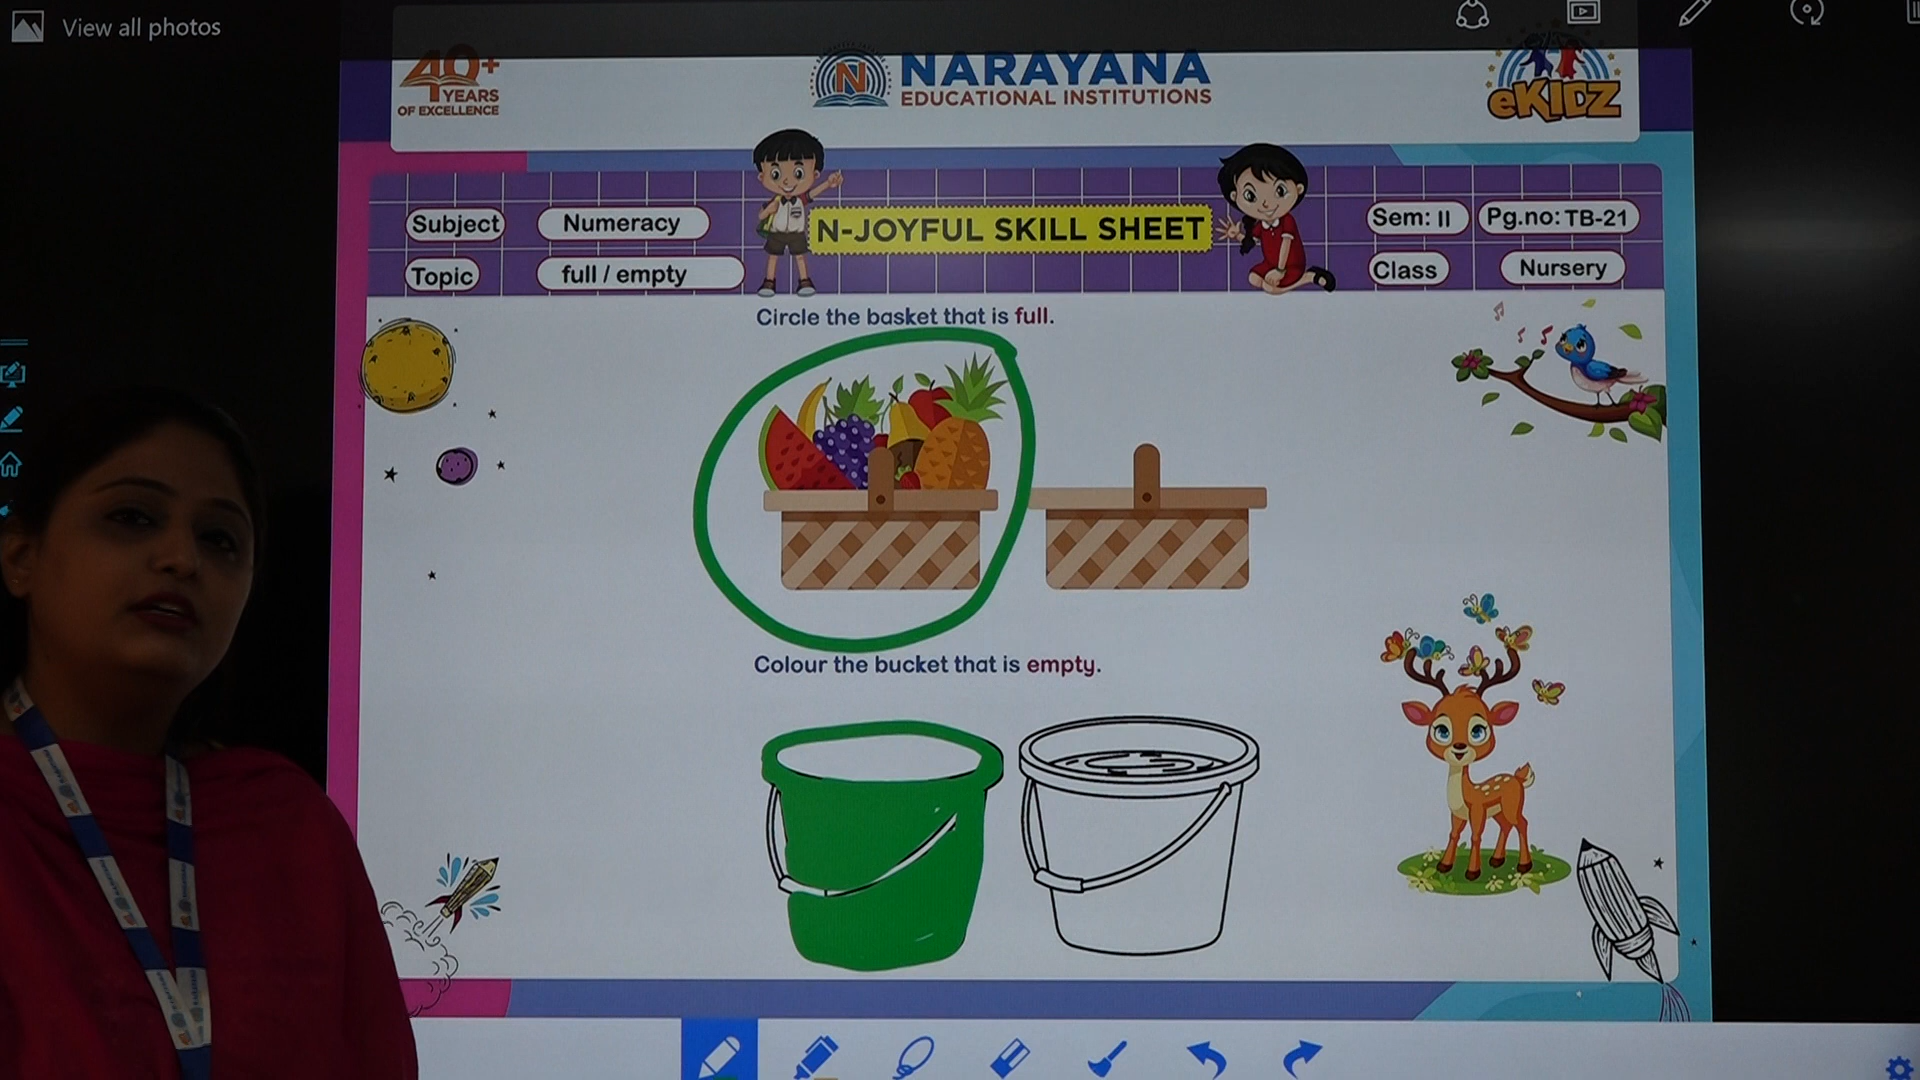 View all photos
40+
YEARS
OF EXCELLENCE
N
NARAYANA
EDUCATIONAL INSTITUTIONS
eKIDZ
Subject
Numeracy
N-JOYFUL SKILL SHEET
Sem: II
Pg.no: TB-21
Topic
full / empty
Class
Nursery
Circle the basket that is full.
Colour the bucket that is empty.